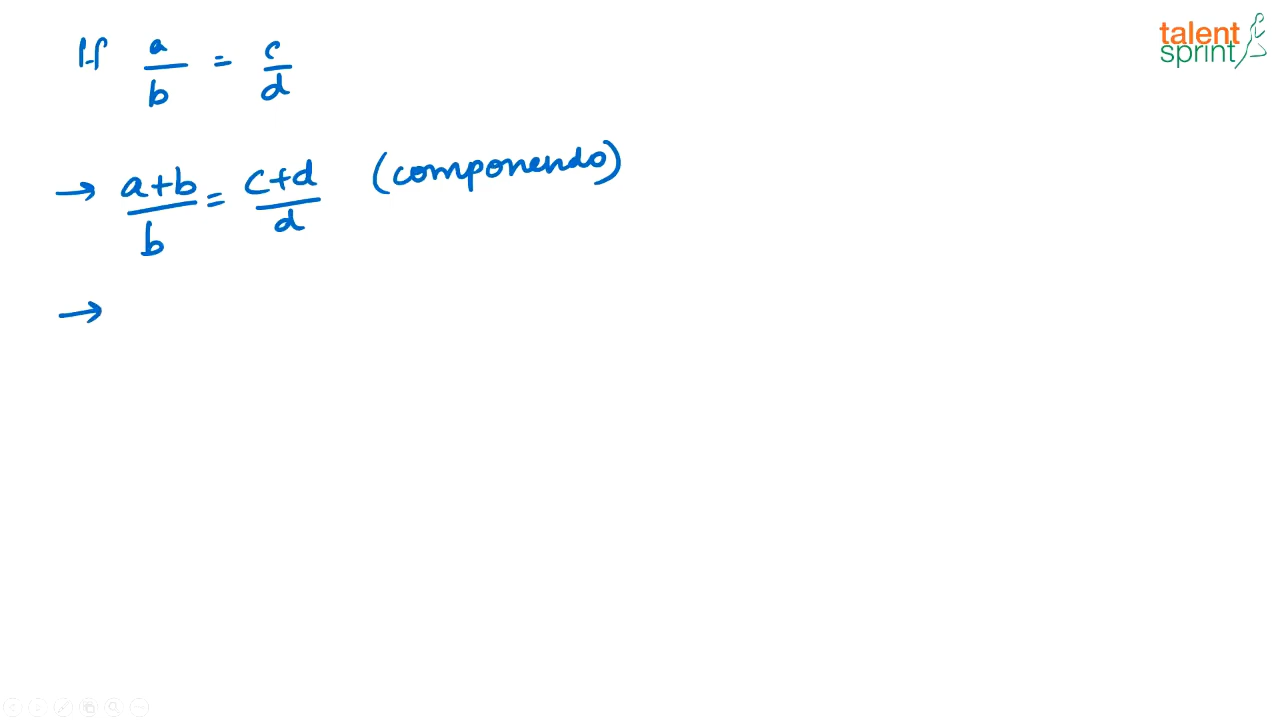 If a/b = c/d
→ a+b/b = c+d/d (componendo)
→
talent
sprint